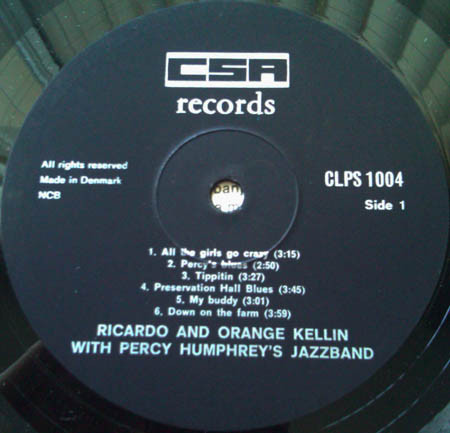 CSA
records
All rights reserved
Made in Denmark
NCB
CLPS 1004
Side 1
1. All the girls go crazy (3:15)
2. Percy's blues (2:50)
3. Tippitin (3:27)
4. Preservation Hall Blues (3:45)
5. My buddy (3:01)
6. Down on the farm (3:59)
RICARDO AND ORANGE KELLIN
WITH PERCY HUMPHREY'S JAZZBAND